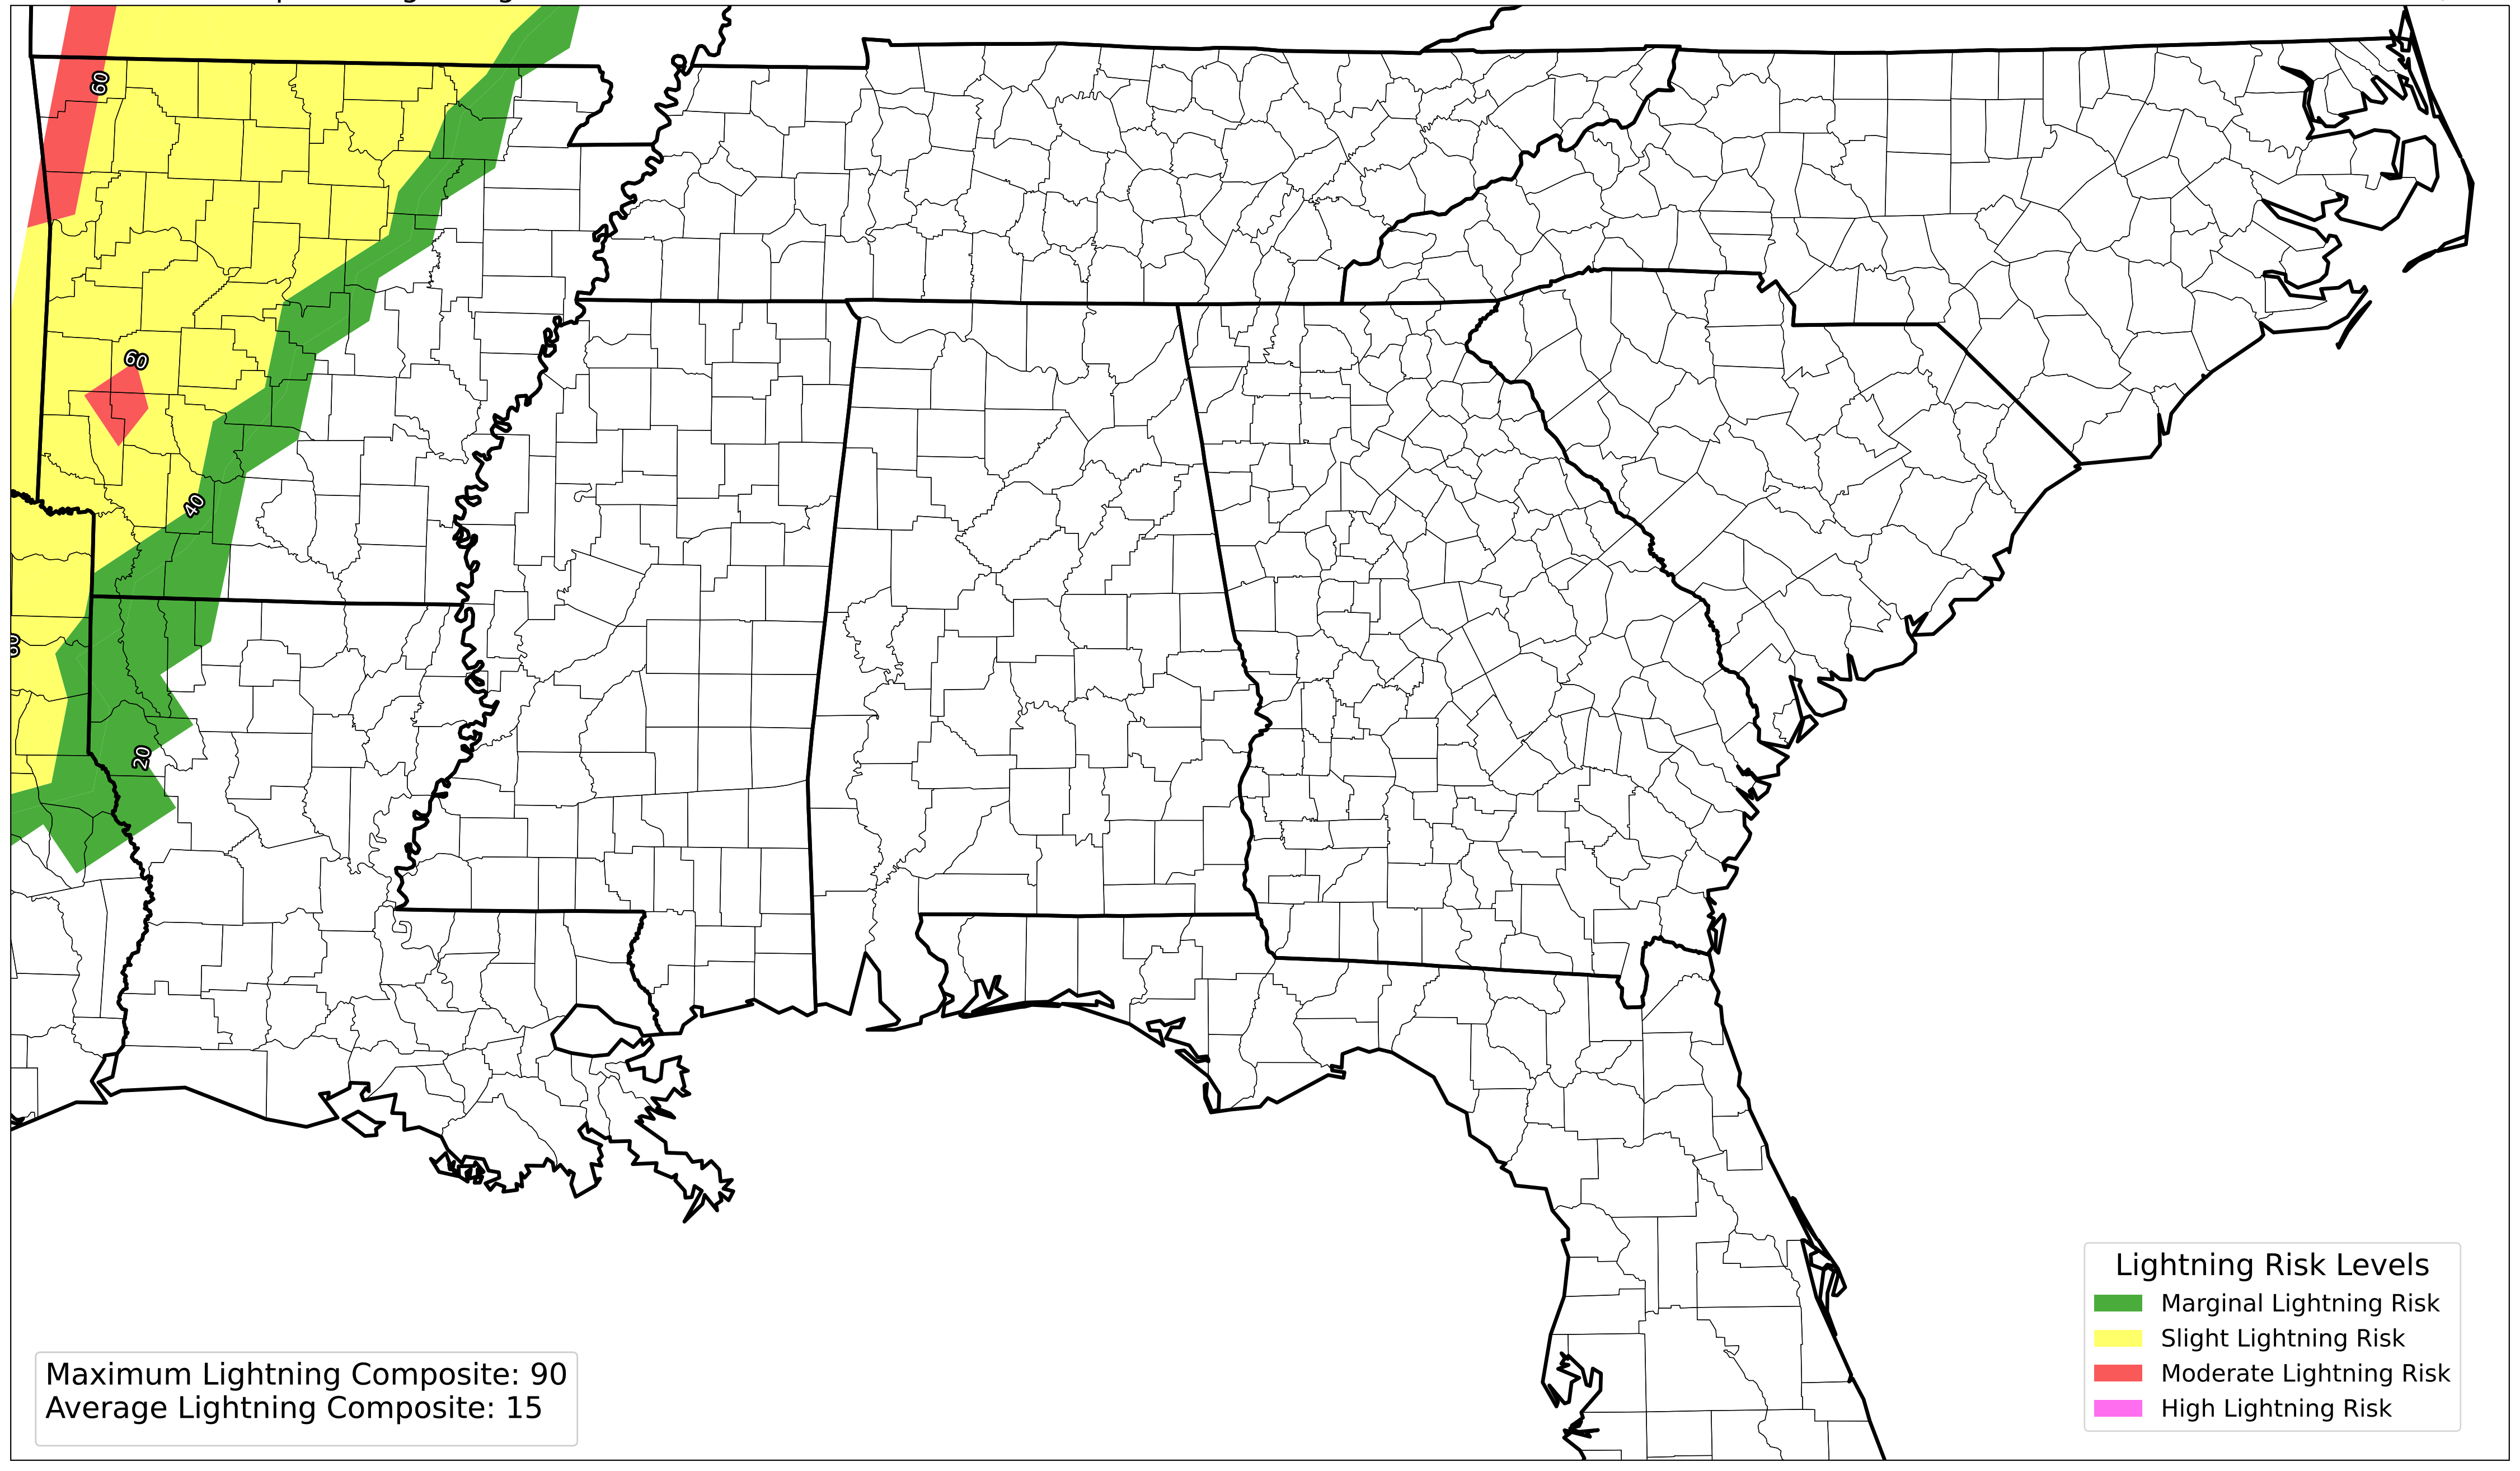 60
60
40
20
Lightning Risk Levels
Marginal Lightning Risk
Slight Lightning Risk
Moderate Lightning Risk
High Lightning Risk
Maximum Lightning Composite: 90
Average Lightning Composite: 15